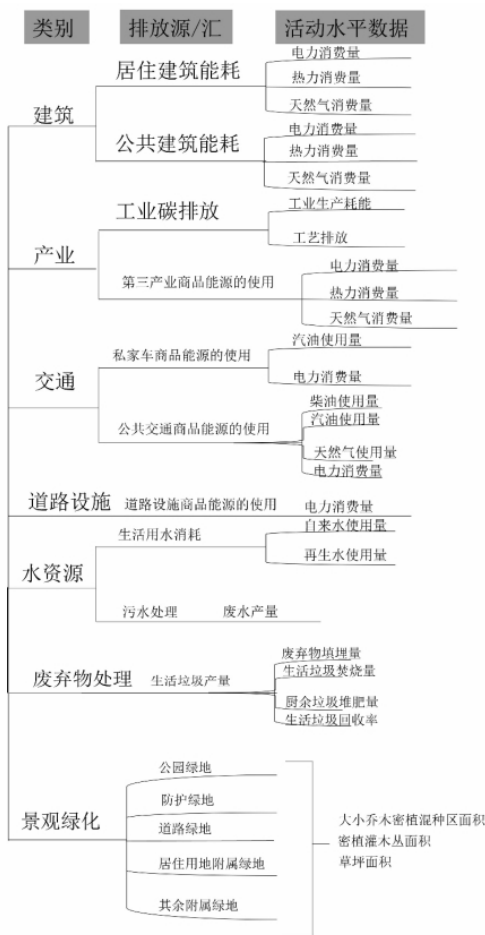 类别 排放源/汇 活动水平数据
电力消费量
居住建筑能耗 热力消费量
天然气消费量
建筑
电力消费量
公共建筑能耗 热力消费量
天然气消费量
工业碳排放 工业生产耗能
工艺排放
产业
电力消费量
第三产业商品能源的使用 热力消费量
天然气消费量
汽油使用量
私家车商品能源的使用
电力消费量
交通
柴油使用量
汽油使用量
公共交通商品能源的使用
天然气使用量
电力消费量
道路设施 道路设施商品能源的使用 电力消费量
自来水使用量
生活用水消耗
再生水使用量
水资源
污水处理 废水产量
废弃物填埋量
生活垃圾焚烧量
废弃物处理 生活垃圾产量
厨余垃圾堆肥量
生活垃圾回收率
公园绿地
防护绿地
景观绿化 道路绿地
居住用地附属绿地
其余附属绿地
大小乔木密植混种区面积
密植灌木丛面积
草坪面积